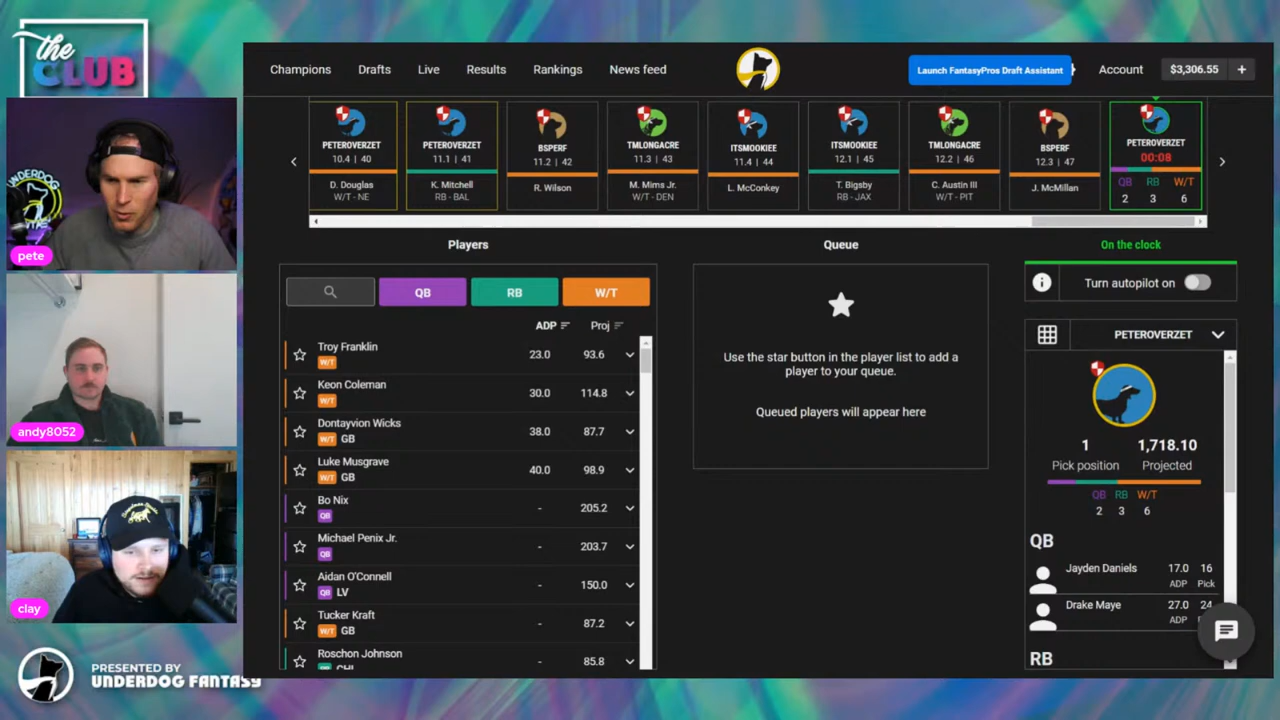 the
CLUB
pete
andy8052
clay
PRESENTED BY
UNDERDOG FANTASY
Champions Drafts Live Results Rankings News feed Launch FantasyPros Draft Assistant Account $3,306.55 +
PETEROVERZET
10.4 | 40
D. Douglas
W/T - NE
PETEROVERZET
11.1 | 41
K. Mitchell
RB - BAL
BSPERF
11.2 | 42
R. Wilson
TMLONGACRE
11.3 | 43
M. Mims Jr.
W/T - DEN
ITSMOOKIEE
11.4 | 44
L. McConkey
ITSMOOKIEE
12.1 | 45
T. Bigsby
RB - JAX
TMLONGACRE
12.2 | 46
C. Austin III
W/T - PIT
BSPERF
12.3 | 47
J. McMillan
PETEROVERZET
00:08
QB RB W/T
2 3 6
Players
QB RB W/T
ADP Proj
Troy Franklin
W/T
23.0 93.6
Keon Coleman
W/T
30.0 114.8
Dontayvion Wicks
W/T GB
38.0 87.7
Luke Musgrave
W/T GB
40.0 98.9
Bo Nix
QB
- 205.2
Michael Penix Jr.
QB
- 203.7
Aidan O'Connell
QB LV
- 150.0
Tucker Kraft
W/T GB
- 87.2
Roschon Johnson
RB CHI
- 85.8
Queue
Use the star button in the player list to add a
player to your queue.
Queued players will appear here
On the clock
Turn autopilot on
PETEROVERZET
1 1,718.10
Pick position Projected
QB RB W/T
2 3 6
QB
Jayden Daniels 17.0 16
ADP Pick
Drake Maye 27.0 24
ADP
RB